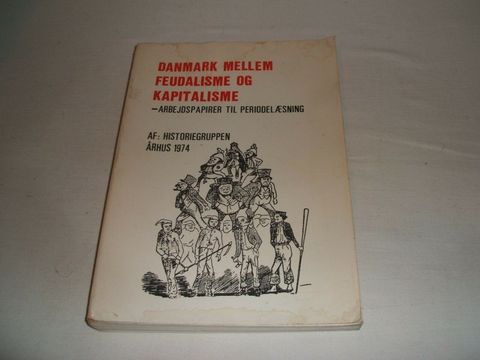 DANMARK MELLEM
FEUDALISME OG
KAPITALISME
-ARBEJDSPAPIRER TIL PERIODELÆSNING
AF: HISTORIEGRUPPEN
ÅRHUS 1974